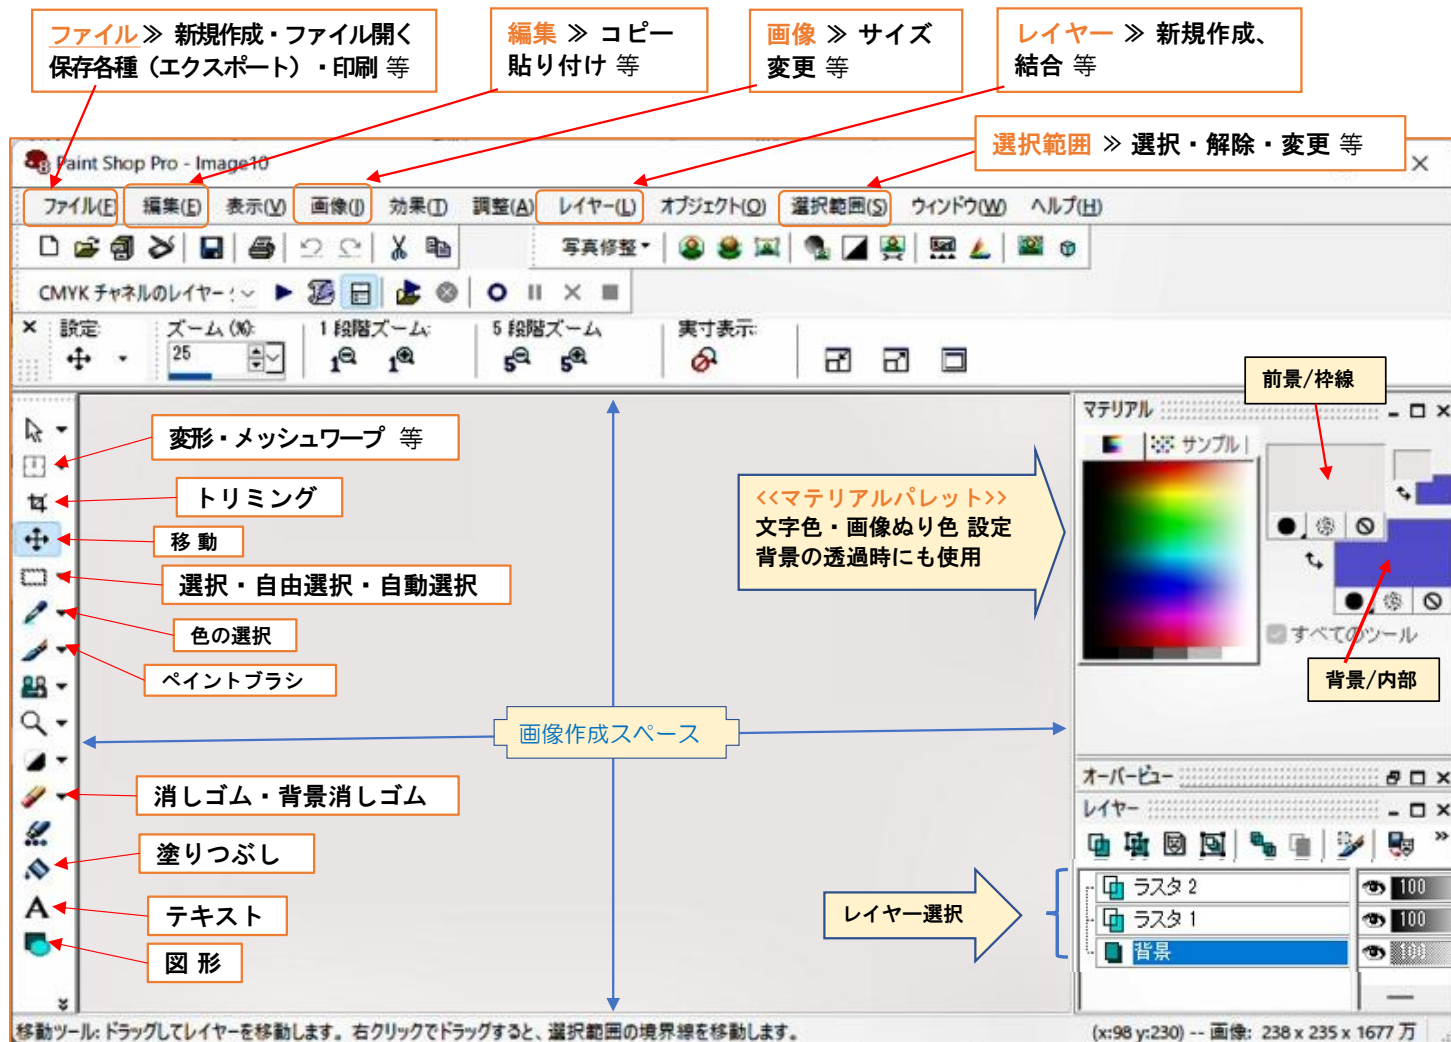 ファイル ≫ 新規作成・ファイル開く
保存各種（エクスポート）・印刷 等
編集 ≫ コピー
貼り付け 等
画像 ≫ サイズ
変更 等
レイヤー ≫ 新規作成、
結合 等
選択範囲 ≫ 選択・解除・変更 等
Paint Shop Pro - Image10
ファイル(F) 編集(E) 表示(V) 画像(I) 効果(T) 調整(A) レイヤー(L) オブジェクト(O) 選択範囲(S) ウィンドウ(W) ヘルプ(H)
写真修整
CMYK チャネルのレイヤー
設定: ズーム (%): 1 段階ズーム: 5 段階ズーム 実寸表示:
25 1 1 5 5
前景/枠線
マテリアル
サンプル
変形・メッシュワープ 等
トリミング
移 動
選択・自由選択・自動選択
色の選択
ペイントブラシ
<<マテリアルパレット>>
文字色・画像ぬり色 設定
背景の透過時にも使用
すべてのツール
背景/内部
画像作成スペース
オーバービュー
レイヤー
消しゴム・背景消しゴム
塗りつぶし
テキスト
図 形
レイヤー選択
ラスタ 2 100
ラスタ 1 100
背景 100
移動ツール: ドラッグしてレイヤーを移動します。右クリックでドラッグすると、選択範囲の境界線を移動します。
(x:98 y:230) -- 画像: 238 x 235 x 1677 万